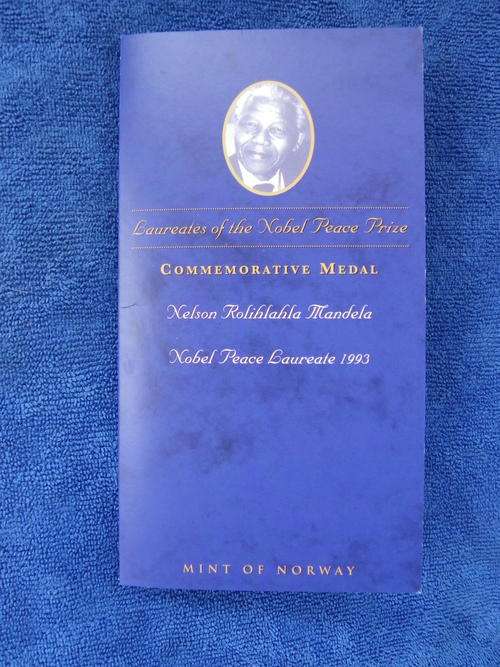 Laureates of the Nobel Peace Prize
COMMEMORATIVE MEDAL
Nelson Rolihlahla Mandela
Nobel Peace Laureate 1993
MINT OF NORWAY